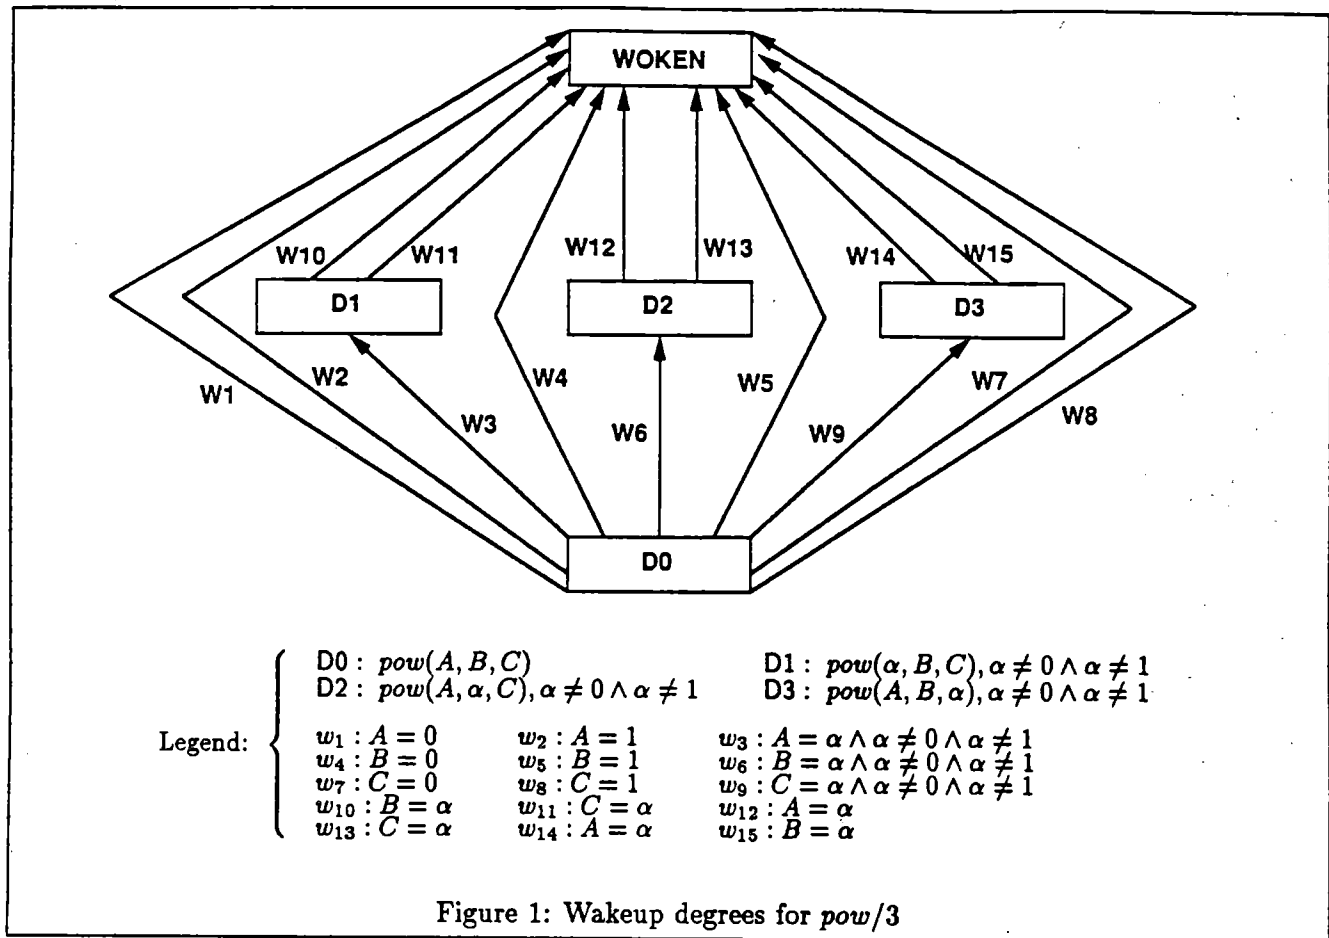 WOKEN
W10
W11
W12
W13
W14
W15
D1
D2
D3
W1
W2
W3
W4
W6
W5
W9
W7
W8
D0
Legend:
D0 : pow(A, B, C)
D1 : pow(α, B, C), α ≠ 0 ∧ α ≠ 1
D2 : pow(A, α, C), α ≠ 0 ∧ α ≠ 1
D3 : pow(A, B, α), α ≠ 0 ∧ α ≠ 1
w₁ : A = 0 w₂ : A = 1 w₃ : A = α ∧ α ≠ 0 ∧ α ≠ 1
w₄ : B = 0 w₅ : B = 1 w₆ : B = α ∧ α ≠ 0 ∧ α ≠ 1
w₇ : C = 0 w₈ : C = 1 w₉ : C = α ∧ α ≠ 0 ∧ α ≠ 1
w₁₀ : B = α w₁₁ : C = α w₁₂ : A = α
w₁₃ : C = α w₁₄ : A = α w₁₅ : B = α
Figure 1: Wakeup degrees for pow/3